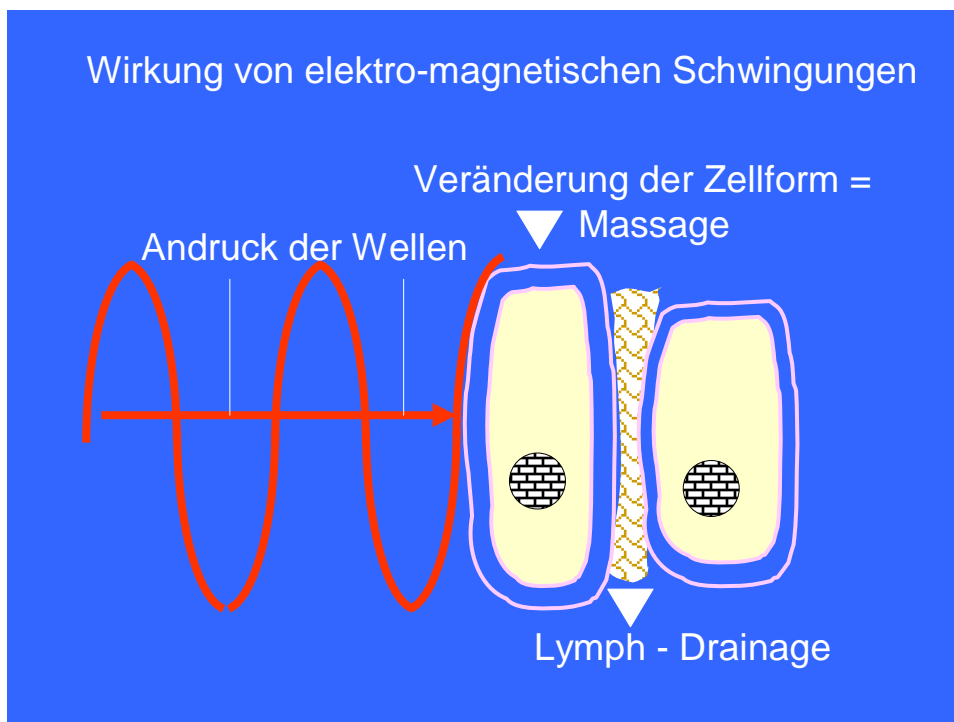 Wirkung von elektro-magnetischen Schwingungen
Veränderung der Zellform =
Massage
Andruck der Wellen
Lymph - Drainage